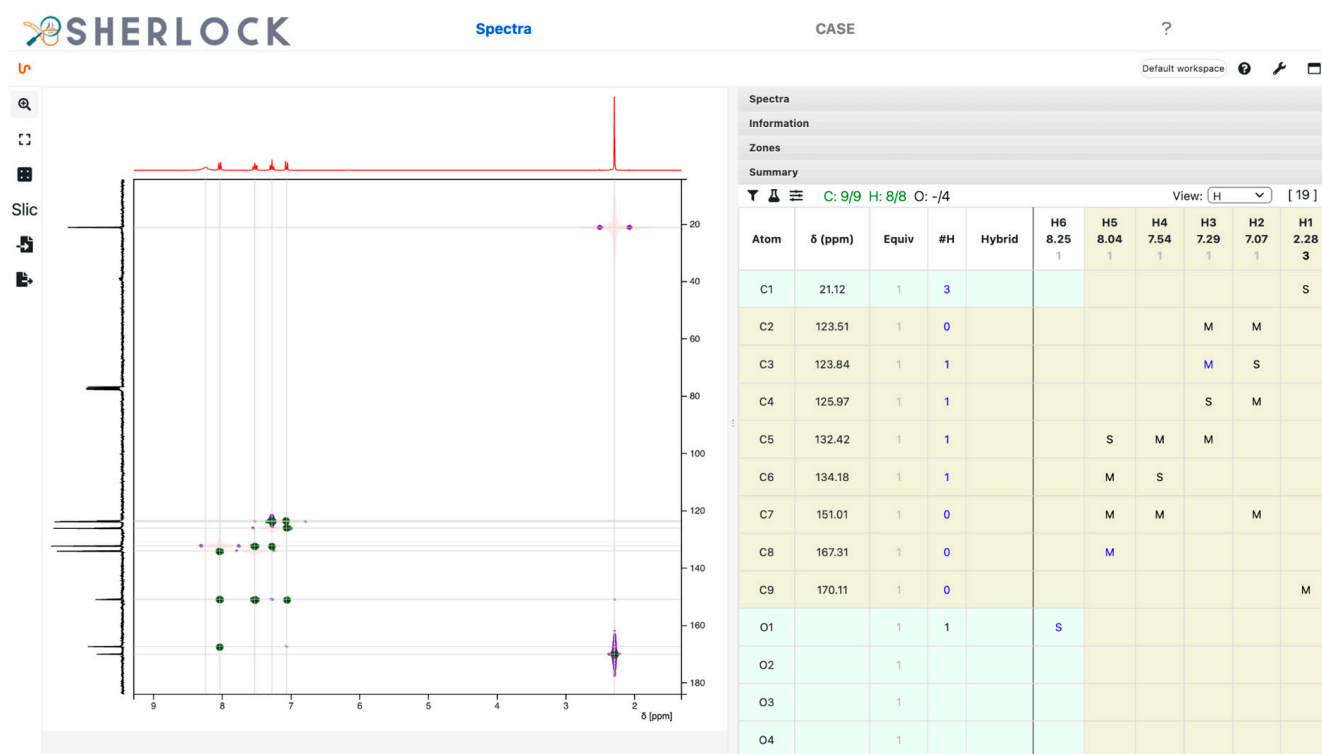 SHERLOCK
Spectra CASE ?
Default workspace ?
Slic
20
40
60
80
100
120
140
160
180
9 8 7 6 5 4 3 2
δ [ppm]
Spectra
Information
Zones
Summary
C: 9/9 H: 8/8 O: -/4 View: H [ 19 ]
Atom δ (ppm) Equiv #H Hybrid H6 8.25 1 H5 8.04 1 H4 7.54 1 H3 7.29 1 H2 7.07 1 H1 2.28 3
C1 21.12 1 3 S
C2 123.51 1 0 M M
C3 123.84 1 1 M S
C4 125.97 1 1 S M
C5 132.42 1 1 S M M
C6 134.18 1 1 M S
C7 151.01 1 0 M M M
C8 167.31 1 0 M
C9 170.11 1 0 M
O1 1 1 S
O2 1
O3 1
O4 1